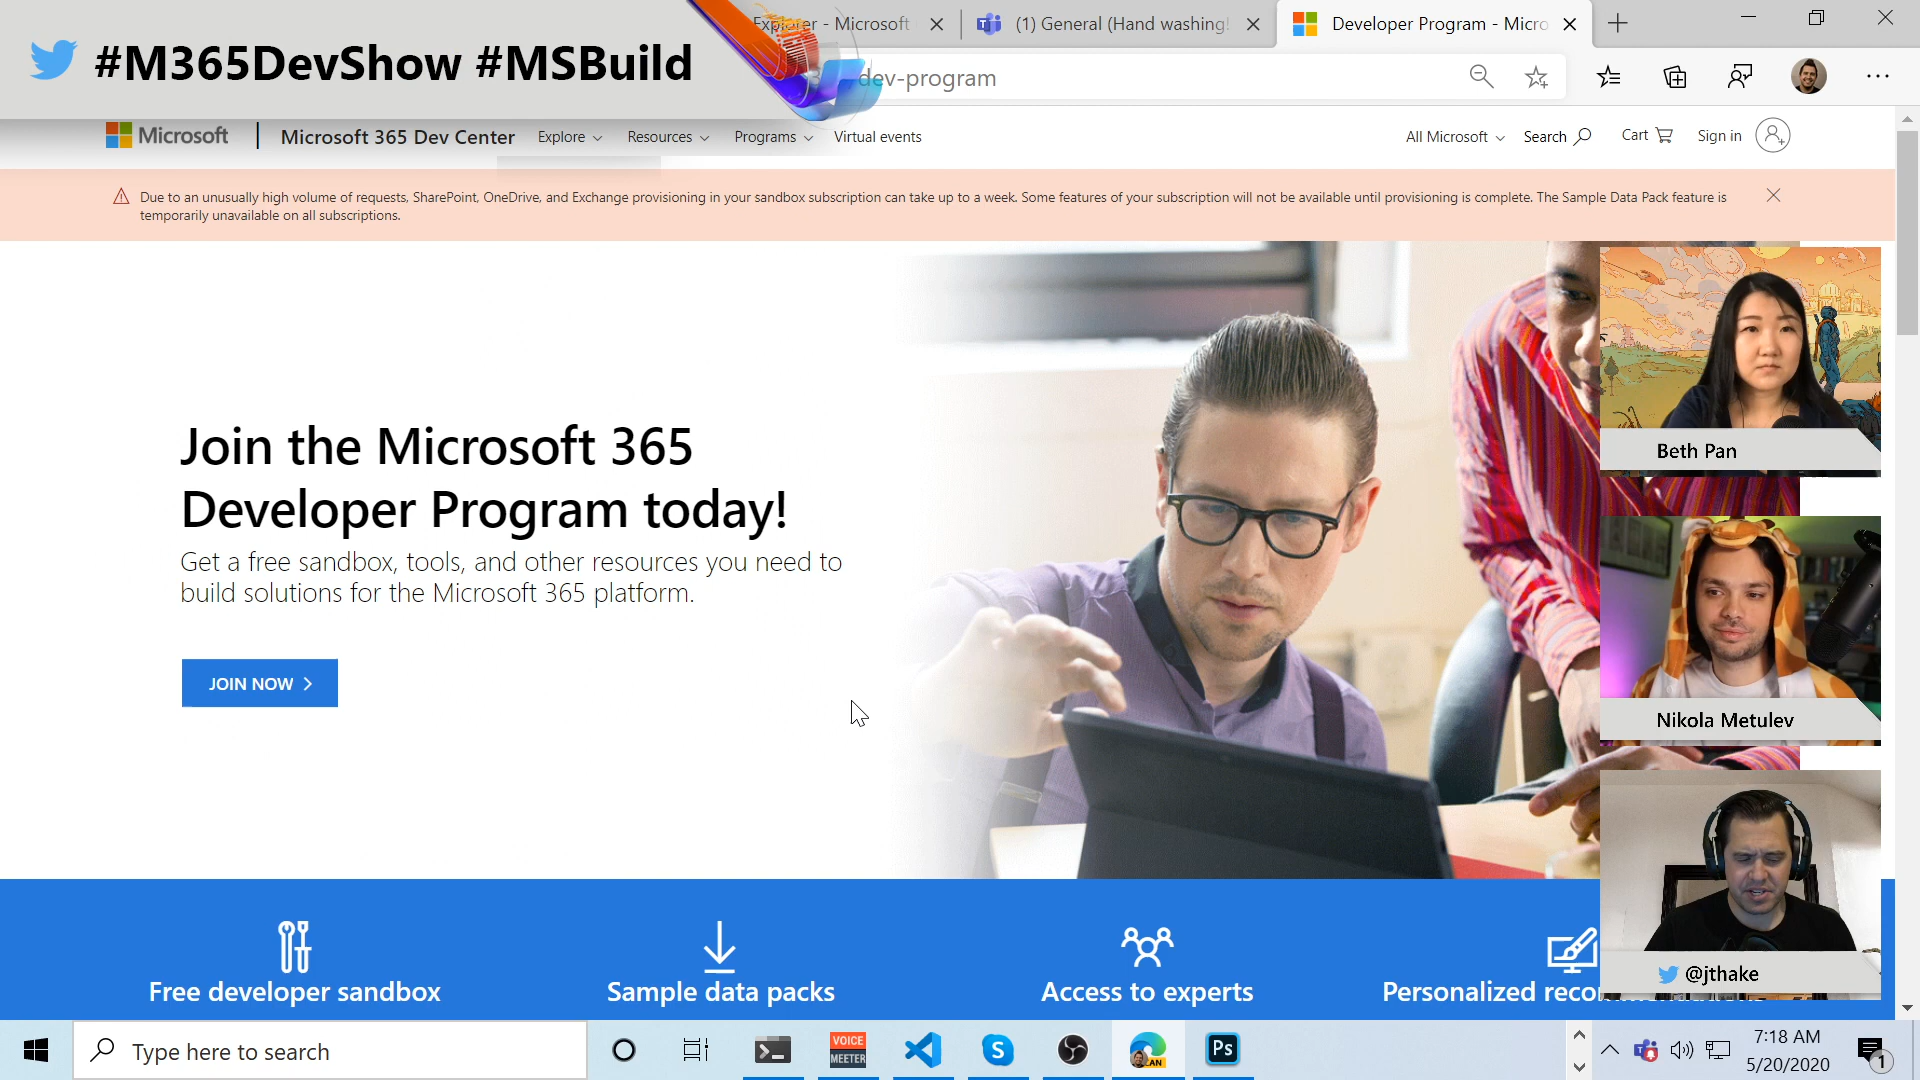 #M365DevShow #MSBuild
Explorer - Microsoft
(1) General (Hand washing!
Developer Program - Micro
dev-program
Microsoft
Microsoft 365 Dev Center
Explore
Resources
Programs
Virtual events
All Microsoft
Search
Cart
Sign in
Due to an unusually high volume of requests, SharePoint, OneDrive, and Exchange provisioning in your sandbox subscription can take up to a week. Some features of your subscription will not be available until provisioning is complete. The Sample Data Pack feature is
temporarily unavailable on all subscriptions.
Join the Microsoft 365
Developer Program today!
Get a free sandbox, tools, and other resources you need to
build solutions for the Microsoft 365 platform.
JOIN NOW
Beth Pan
Nikola Metulev
@jthake
Free developer sandbox
Sample data packs
Access to experts
Personalized
Type here to search
VOICE
MEETER
S
Ps
7:18 AM
5/20/2020
1